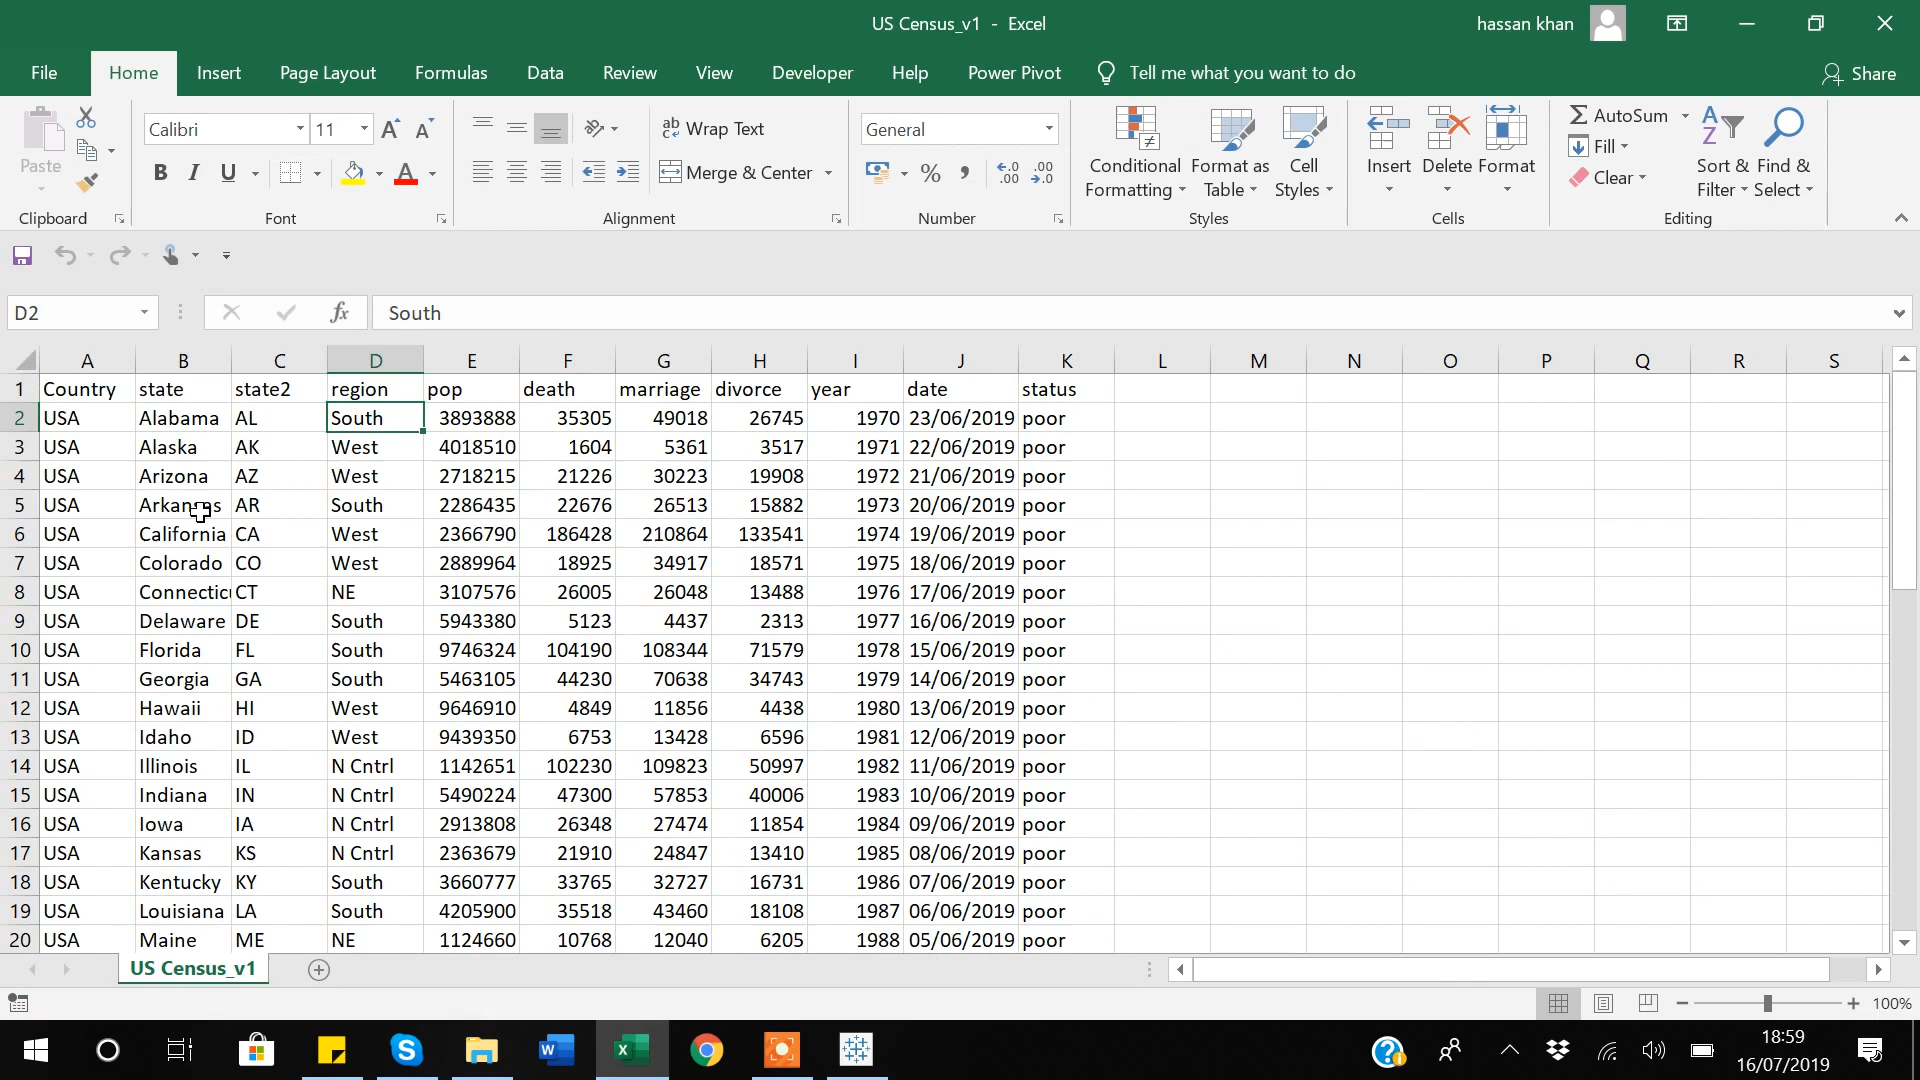 US Census_v1 - Excel
hassan khan
File Home Insert Page Layout Formulas Data Review View Developer Help Power Pivot Tell me what you want to do Share
Paste
Clipboard
Calibri 11
B I U A
Font
ab Wrap Text
Merge & Center
Alignment
General
% , .00 .00
Number
Conditional Formatting
Format as Table
Cell Styles
Styles
Insert Delete Format
Cells
AutoSum
Fill
Clear
Sort & Filter
Find & Select
Editing
D2 fx South
A B C D E F G H I J K L M N O P Q R S
1 Country state state2 region pop death marriage divorce year date status
2 USA Alabama AL South 3893888 35305 49018 26745 1970 23/06/2019 poor
3 USA Alaska AK West 4018510 1604 5361 3517 1971 22/06/2019 poor
4 USA Arizona AZ West 2718215 21226 30223 19908 1972 21/06/2019 poor
5 USA Arkansas AR South 2286435 22676 26513 15882 1973 20/06/2019 poor
6 USA California CA West 2366790 186428 210864 133541 1974 19/06/2019 poor
7 USA Colorado CO West 2889964 18925 34917 18571 1975 18/06/2019 poor
8 USA Connectic CT NE 3107576 26005 26048 13488 1976 17/06/2019 poor
9 USA Delaware DE South 5943380 5123 4437 2313 1977 16/06/2019 poor
10 USA Florida FL South 9746324 104190 108344 71579 1978 15/06/2019 poor
11 USA Georgia GA South 5463105 44230 70638 34743 1979 14/06/2019 poor
12 USA Hawaii HI West 9646910 4849 11856 4438 1980 13/06/2019 poor
13 USA Idaho ID West 9439350 6753 13428 6596 1981 12/06/2019 poor
14 USA Illinois IL N Cntrl 1142651 102230 109823 50997 1982 11/06/2019 poor
15 USA Indiana IN N Cntrl 5490224 47300 57853 40006 1983 10/06/2019 poor
16 USA Iowa IA N Cntrl 2913808 26348 27474 11854 1984 09/06/2019 poor
17 USA Kansas KS N Cntrl 2363679 21910 24847 13410 1985 08/06/2019 poor
18 USA Kentucky KY South 3660777 33765 32727 16731 1986 07/06/2019 poor
19 USA Louisiana LA South 4205900 35518 43460 18108 1987 06/06/2019 poor
20 USA Maine ME NE 1124660 10768 12040 6205 1988 05/06/2019 poor
US Census_v1
100%
18:59
16/07/2019